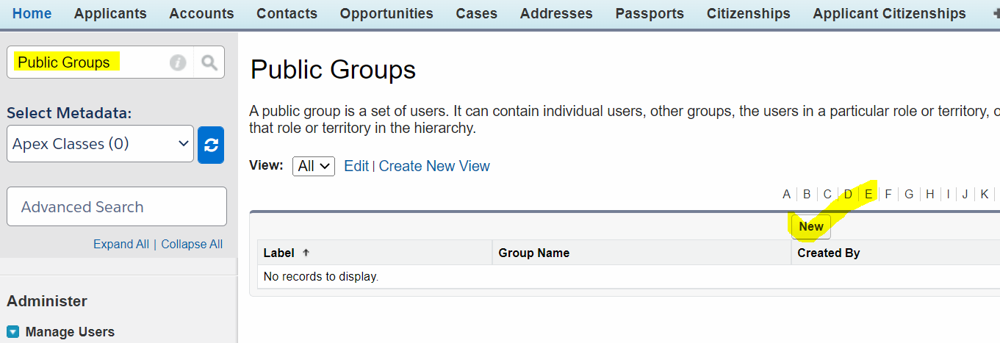 Home Applicants Accounts Contacts Opportunities Cases Addresses Passports Citizenships Applicant Citizenships
Public Groups
Select Metadata:
Apex Classes (0)
Advanced Search
Expand All | Collapse All
Administer
Manage Users
Public Groups
A public group is a set of users. It can contain individual users, other groups, the users in a particular role or territory, o
that role or territory in the hierarchy.
View: All Edit | Create New View
A | B | C | D | E | F | G | H | I | J | K |
New
Label Group Name Created By
No records to display.